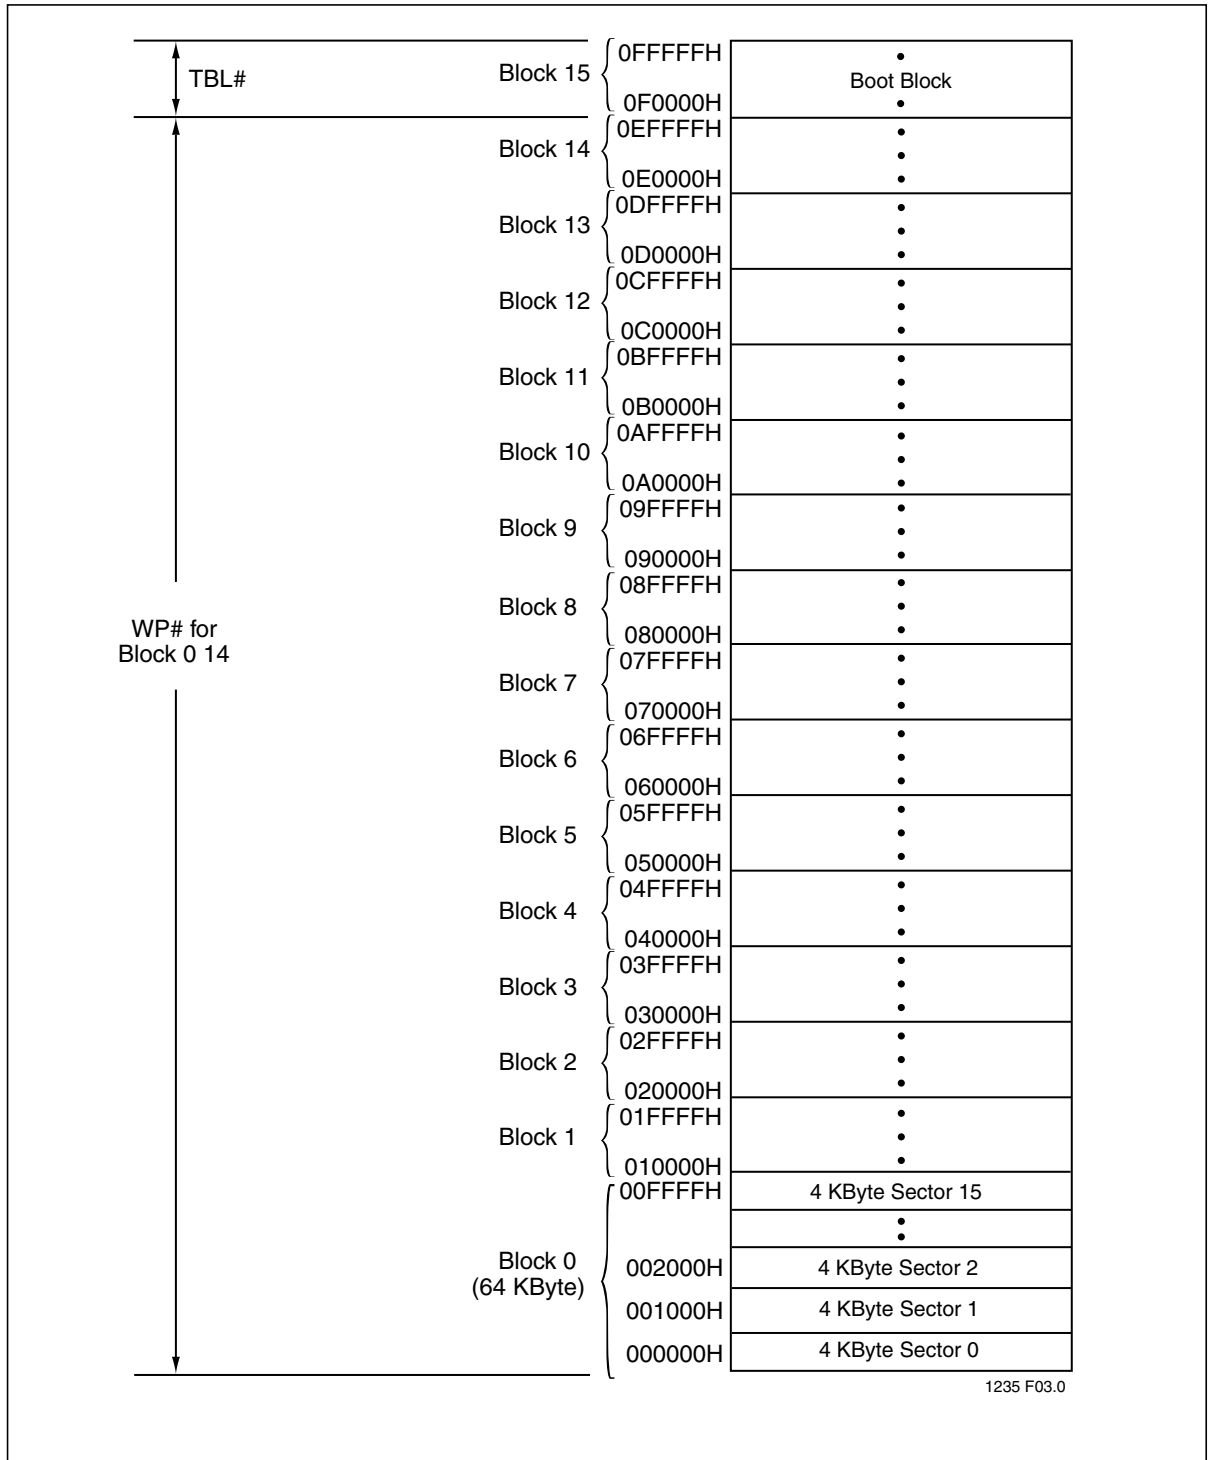 TBL#
Block 15
0FFFFFH
Boot Block
0F0000H
Block 14
0EFFFFH
0E0000H
Block 13
0DFFFFH
0D0000H
Block 12
0CFFFFH
0C0000H
Block 11
0BFFFFH
0B0000H
Block 10
0AFFFFH
0A0000H
Block 9
09FFFFH
090000H
Block 8
08FFFFH
080000H
WP# for
Block 0 14
Block 7
07FFFFH
070000H
Block 6
06FFFFH
060000H
Block 5
05FFFFH
050000H
Block 4
04FFFFH
040000H
Block 3
03FFFFH
030000H
Block 2
02FFFFH
020000H
Block 1
01FFFFH
010000H
Block 0
(64 KByte)
00FFFFH
4 KByte Sector 15
002000H
4 KByte Sector 2
001000H
4 KByte Sector 1
000000H
4 KByte Sector 0
1235 F03.0